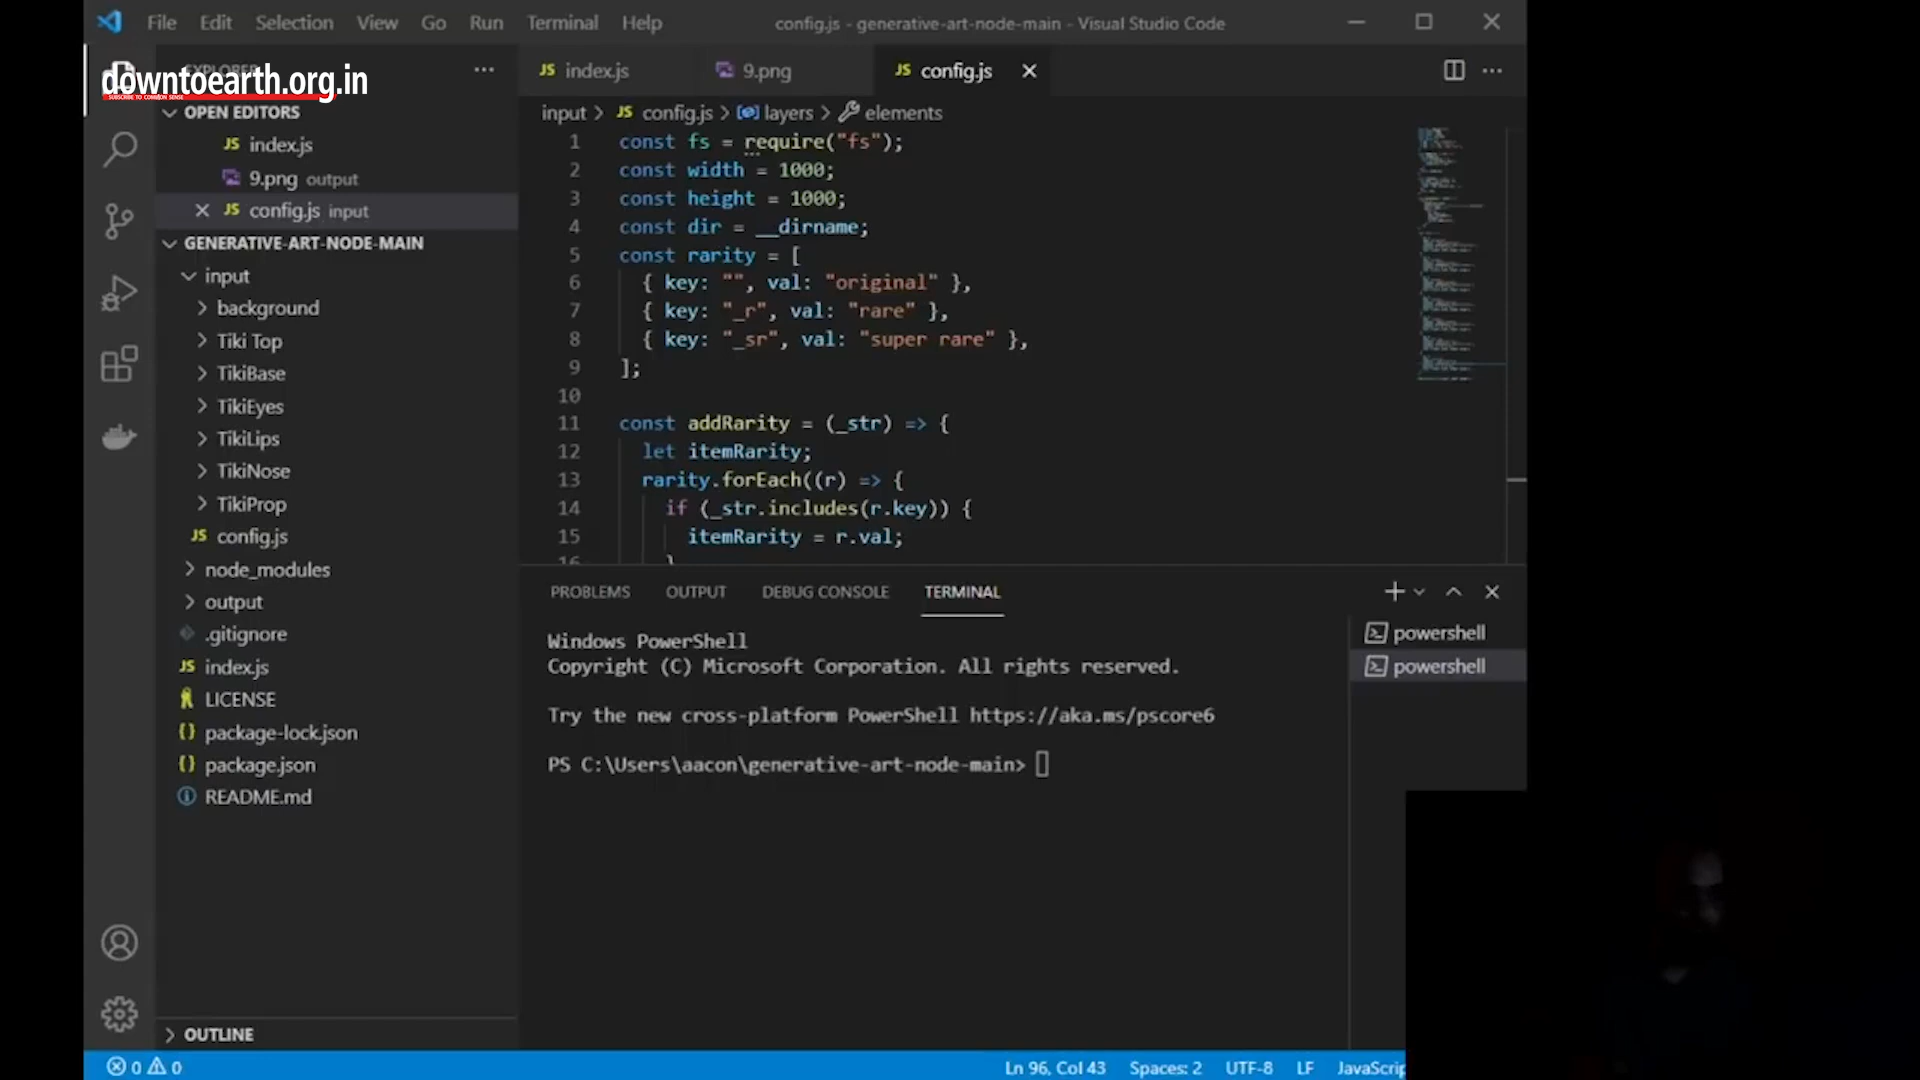 File Edit Selection View Go Run Terminal Help
config.js - generative-art-node-main - Visual Studio Code
downtoearth.org.in
SUBSCRIBE TO COMMON SENSE
OPEN EDITORS
index.js
9.png output
config.js input
GENERATIVE-ART-NODE-MAIN
input
background
Tiki Top
TikiBase
TikiEyes
TikiLips
TikiNose
TikiProp
config.js
node_modules
output
.gitignore
index.js
LICENSE
package-lock.json
package.json
README.md
OUTLINE
index.js 9.png config.js
input > config.js > layers > elements
1 const fs = require("fs");
2 const width = 1000;
3 const height = 1000;
4 const dir = __dirname;
5 const rarity = [
6 { key: "", val: "original" },
7 { key: "_r", val: "rare" },
8 { key: "_sr", val: "super rare" },
9 ];
10
11 const addRarity = (_str) => {
12 let itemRarity;
13 rarity.forEach((r) => {
14 if (_str.includes(r.key)) {
15 itemRarity = r.val;
16 }
PROBLEMS OUTPUT DEBUG CONSOLE TERMINAL
Windows PowerShell
Copyright (C) Microsoft Corporation. All rights reserved.
Try the new cross-platform PowerShell https://aka.ms/pscore6
PS C:\Users\aacon\generative-art-node-main>
powershell
powershell
0 0 Ln 96, Col 43 Spaces: 2 UTF-8 LF